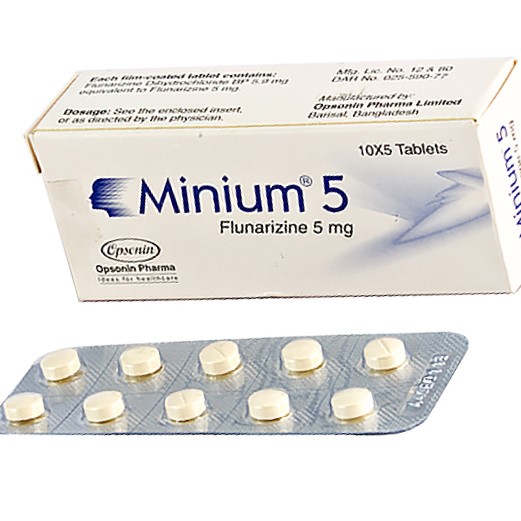 Each film-coated tablet contains:
Flunarizine Dihydrochloride BP 5.9 mg
equivalent to Flunarizine 5 mg.
Dosage: See the enclosed insert,
or as directed by the physician.
Mfg. Lic. No. 12 & 80
DAR No. 025-590-77
Manufactured by:
Opsonin Pharma Limited
Barisal, Bangladesh
10X5 Tablets
Minium® 5
Flunarizine 5 mg
Opsonin
Opsonin Pharma
Ideas for healthcare
Minium 5
5 mg